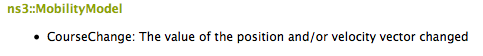 ns3::MobilityModel
• CourseChange: The value of the position and/or velocity vector changed